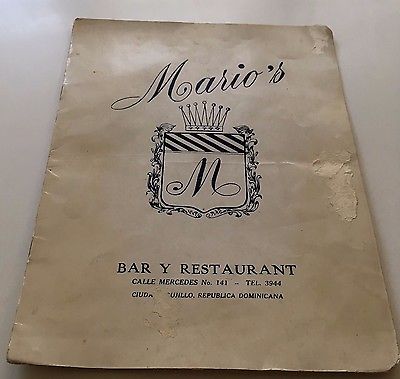 Mario's
M
BAR Y RESTAURANT
CALLE MERCEDES No. 141 - TEL. 3944
REPUBLICA DOMINICANA